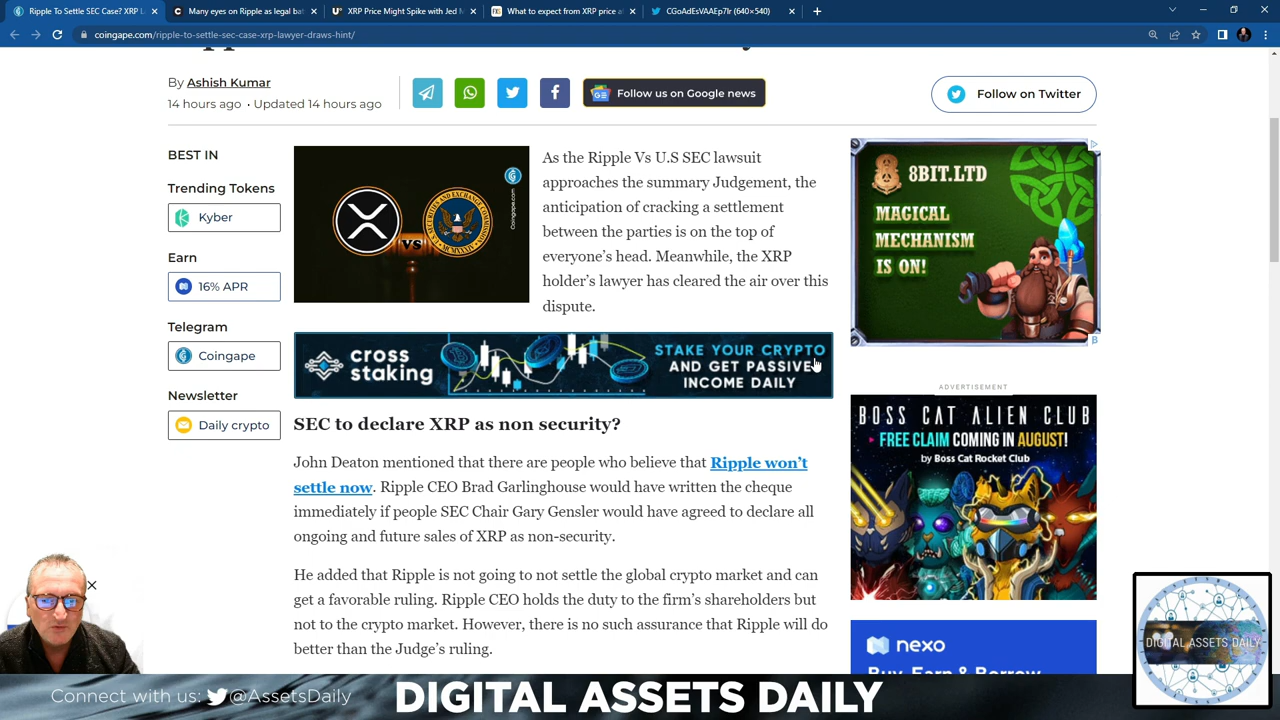 Ripple to Settle SEC Case? XRP L
Many eyes on Ripple as legal bat
XRP Price Might Spike with Jed M
What to expect from XRP price a
CGoAdEsVAAEp7Ir (640×540)
coingape.com/ripple-to-settle-sec-case-xrp-lawyer-draws-hint/
By Ashish Kumar
14 hours ago • Updated 14 hours ago
Follow us on Google news
Follow on Twitter
BEST IN
Trending Tokens
Kyber
Earn
16% APR
Telegram
Coingape
Newsletter
Daily crypto
Coingape.com
VS
As the Ripple Vs U.S SEC lawsuit
approaches the summary Judgement, the
anticipation of cracking a settlement
between the parties is on the top of
everyone's head. Meanwhile, the XRP
holder's lawyer has cleared the air over this
dispute.
cross
staking
STAKE YOUR CRYPTO
AND GET PASSIVE
INCOME DAILY
SEC to declare XRP as non security?
John Deaton mentioned that there are people who believe that Ripple won't
settle now. Ripple CEO Brad Garlinghouse would have written the cheque
immediately if people SEC Chair Gary Gensler would have agreed to declare all
ongoing and future sales of XRP as non-security.
He added that Ripple is not going to not settle the global crypto market and can
get a favorable ruling. Ripple CEO holds the duty to the firm's shareholders but
not to the crypto market. However, there is no such assurance that Ripple will do
better than the Judge's ruling.
8BIT.LTD
MAGICAL
MECHANISM
IS ON!
B
ADVERTISEMENT
BOSS CAT ALIEN CLUB
FREE CLAIM COMING IN AUGUST!
by Boss Cat Rocket Club
nexo
Buy, Earn & Borrow
DIGITAL ASSETS DAILY
Connect with us: @AssetsDaily
DIGITAL ASSETS DAILY